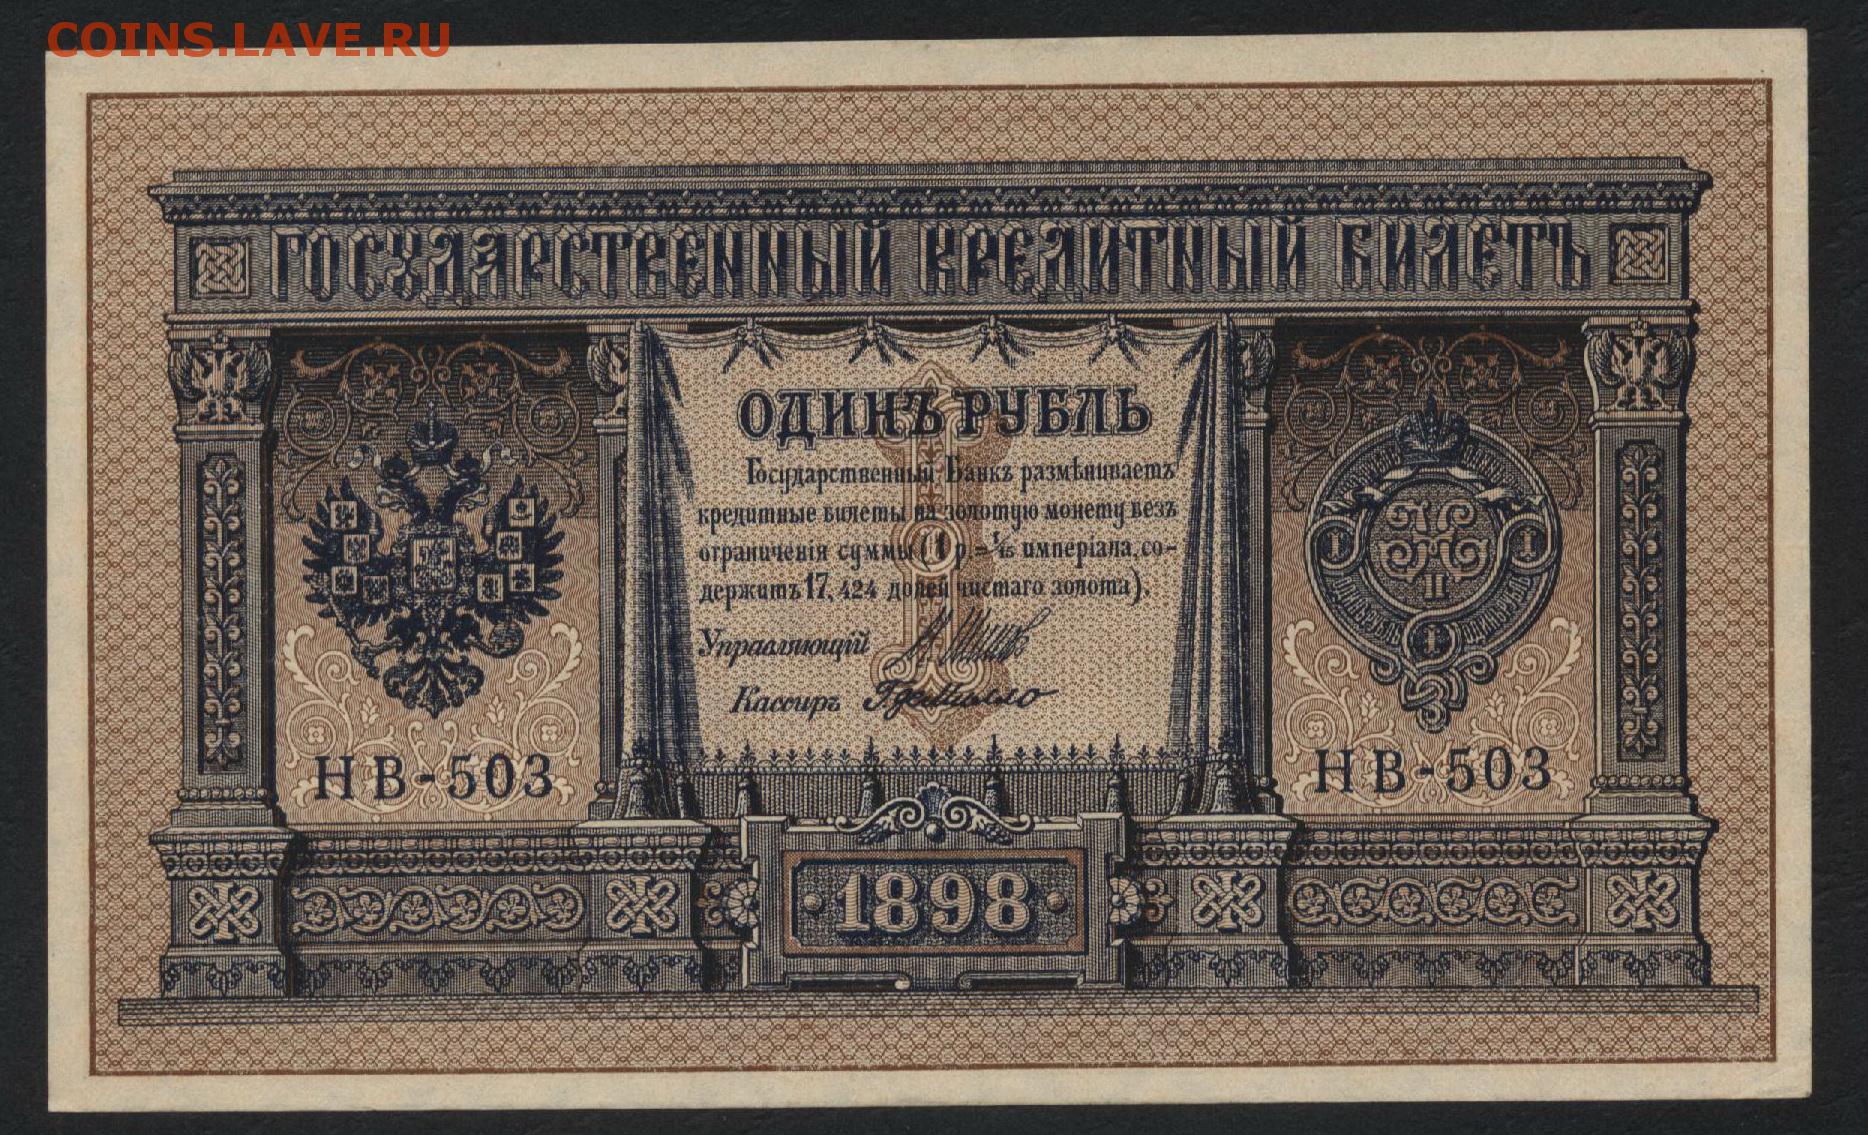 COINS.LAVE.RU
ГОСУДАРСТВЕННЫЙ КРЕДИТНЫЙ БИЛЕТЪ
ОДИНЪ РУБЛЬ
Государственный Банкъ размѣниваетъ
кредитные билеты на золотую монету безъ
ограниченія суммы (1 р.= 1/15 имперіала, со-
держитъ 17,424 долей чистаго золота).
Управляющій
Кассиръ
НВ-503
НВ-503
1898